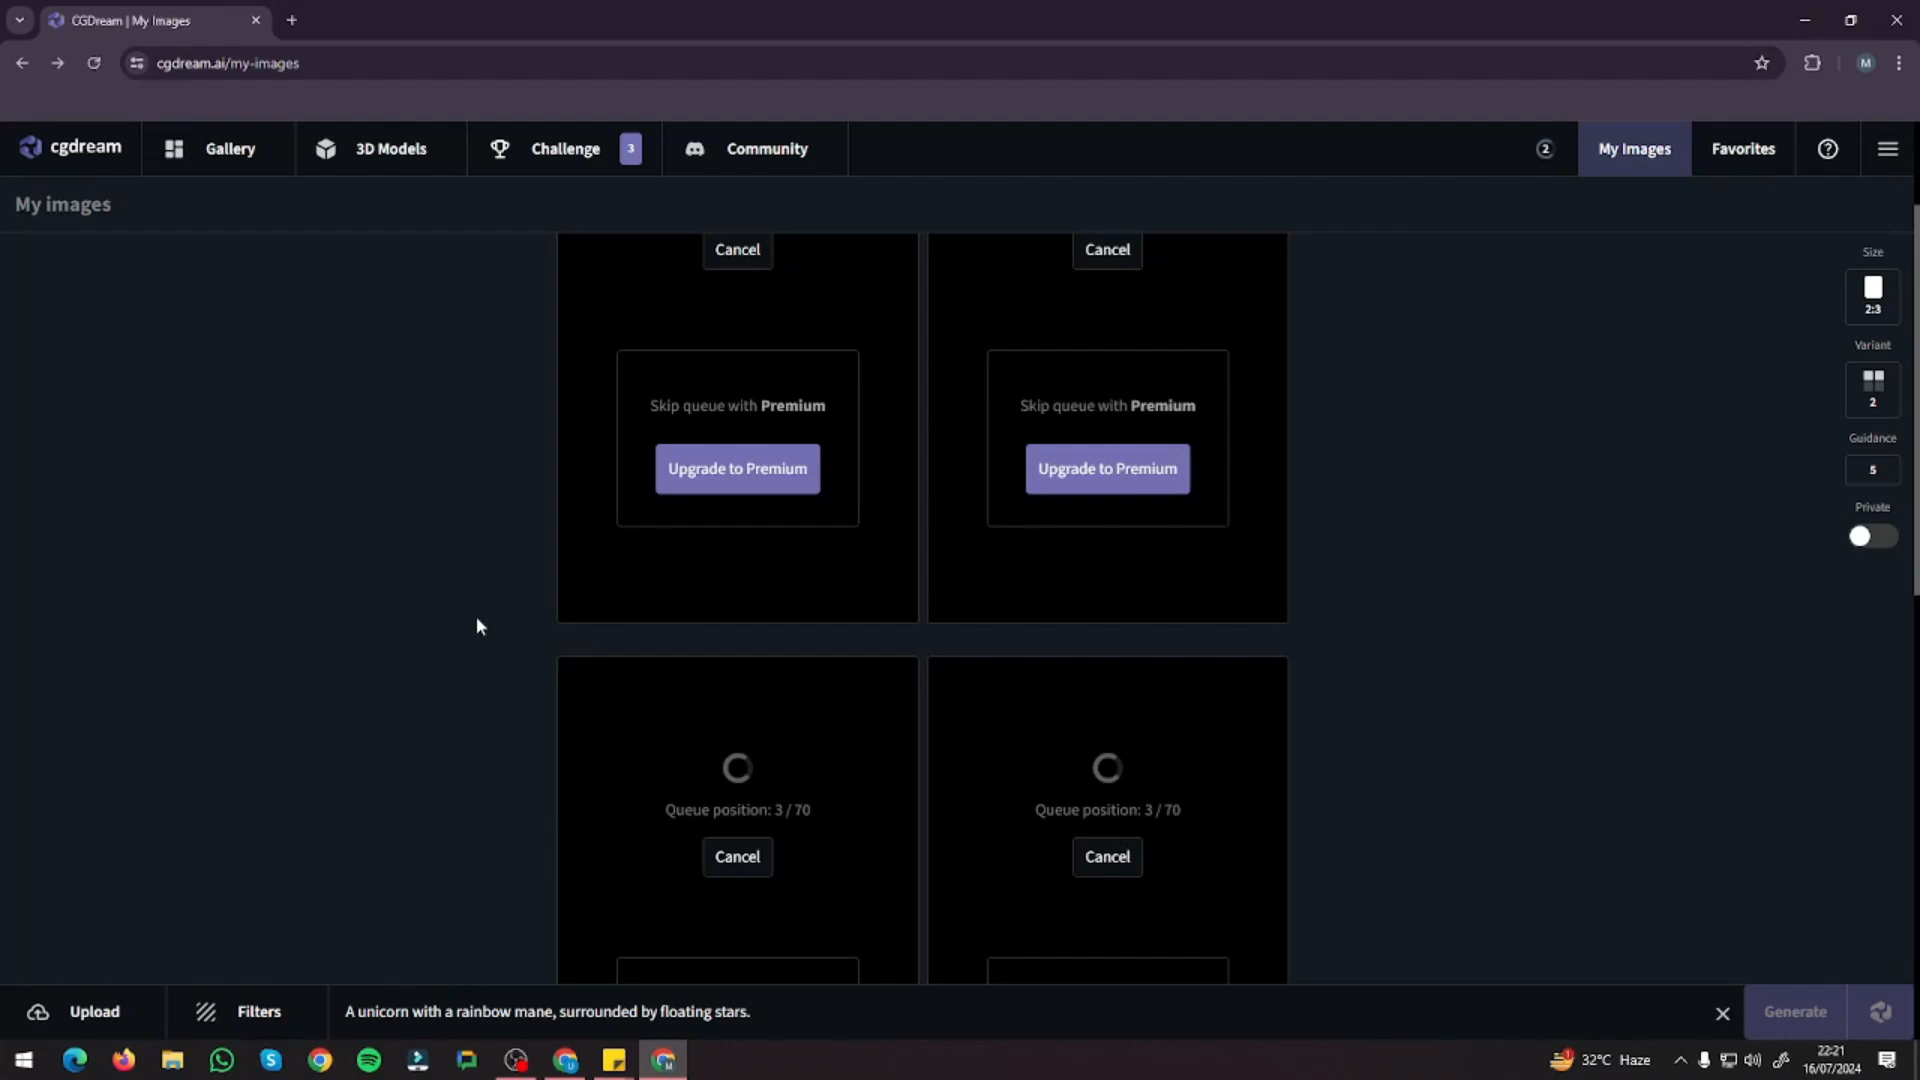 CGDream | My Images
cgdream.ai/my-images
M
cgdream
Gallery
3D Models
Challenge
3
Community
2
My Images
Favorites
My images
Cancel
Cancel
Size
2:3
Variant
2
Guidance
5
Private
Skip queue with Premium
Upgrade to Premium
Skip queue with Premium
Upgrade to Premium
Queue position: 3 / 70
Cancel
Queue position: 3 / 70
Cancel
Upload
Filters
A unicorn with a rainbow mane, surrounded by floating stars.
Generate
32°C Haze
22:21
16/07/2024